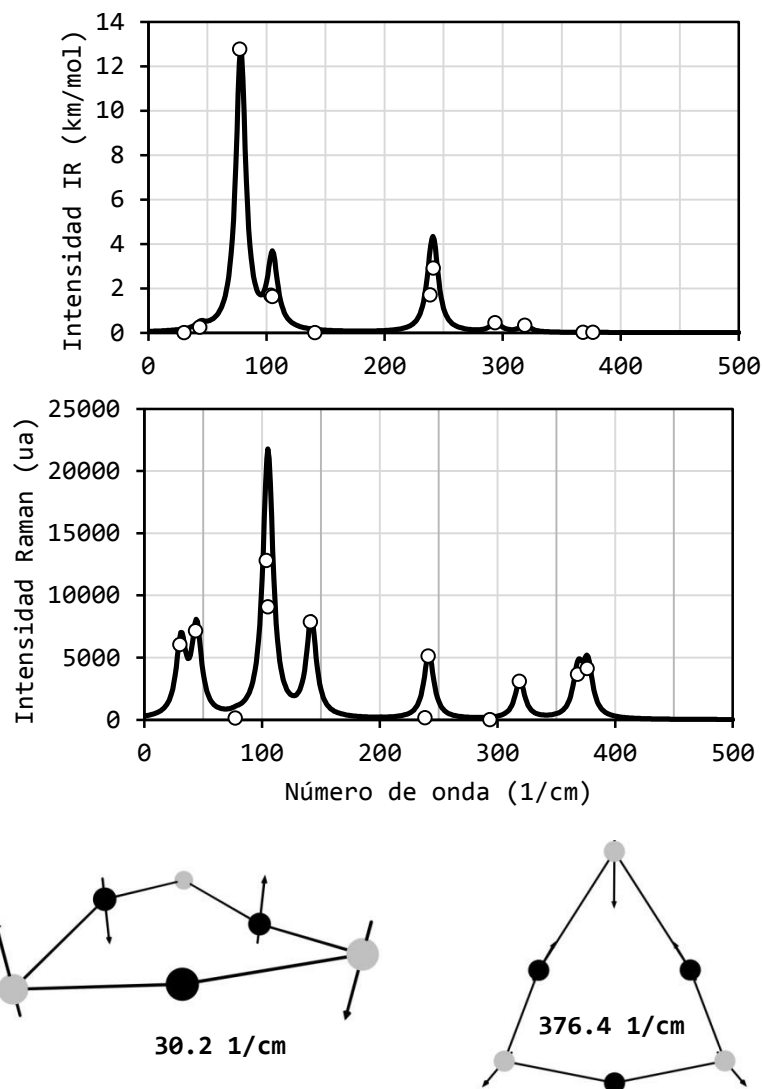 Intensidad IR (km/mol)
14
12
10
8
6
4
2
0
0 100 200 300 400 500
Intensidad Raman (ua)
25000
20000
15000
10000
5000
0
0 100 200 300 400 500
Número de onda (1/cm)
30.2 1/cm
376.4 1/cm